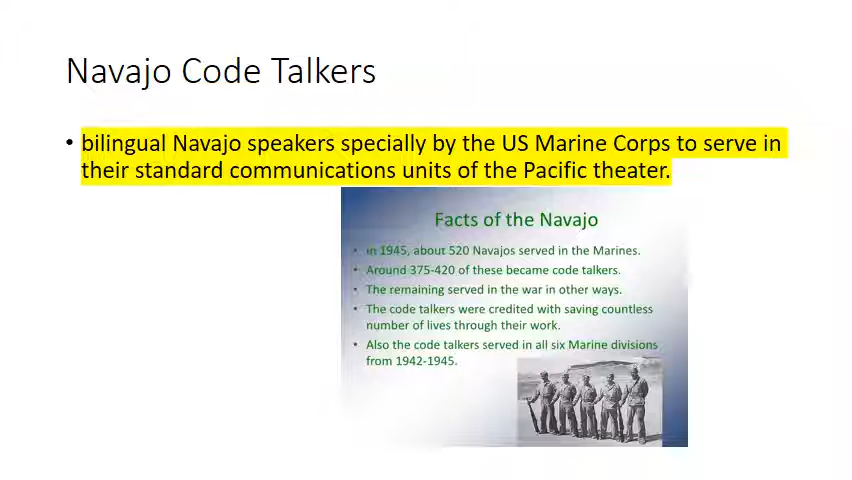 Navajo Code Talkers
• bilingual Navajo speakers specially by the US Marine Corps to serve in
their standard communications units of the Pacific theater.
Facts of the Navajo
• In 1945, about 520 Navajos served in the Marines.
• Around 375-420 of these became code talkers.
• The remaining served in the war in other ways.
• The code talkers were credited with saving countless
number of lives through their work.
• Also the code talkers served in all six Marine divisions
from 1942-1945.